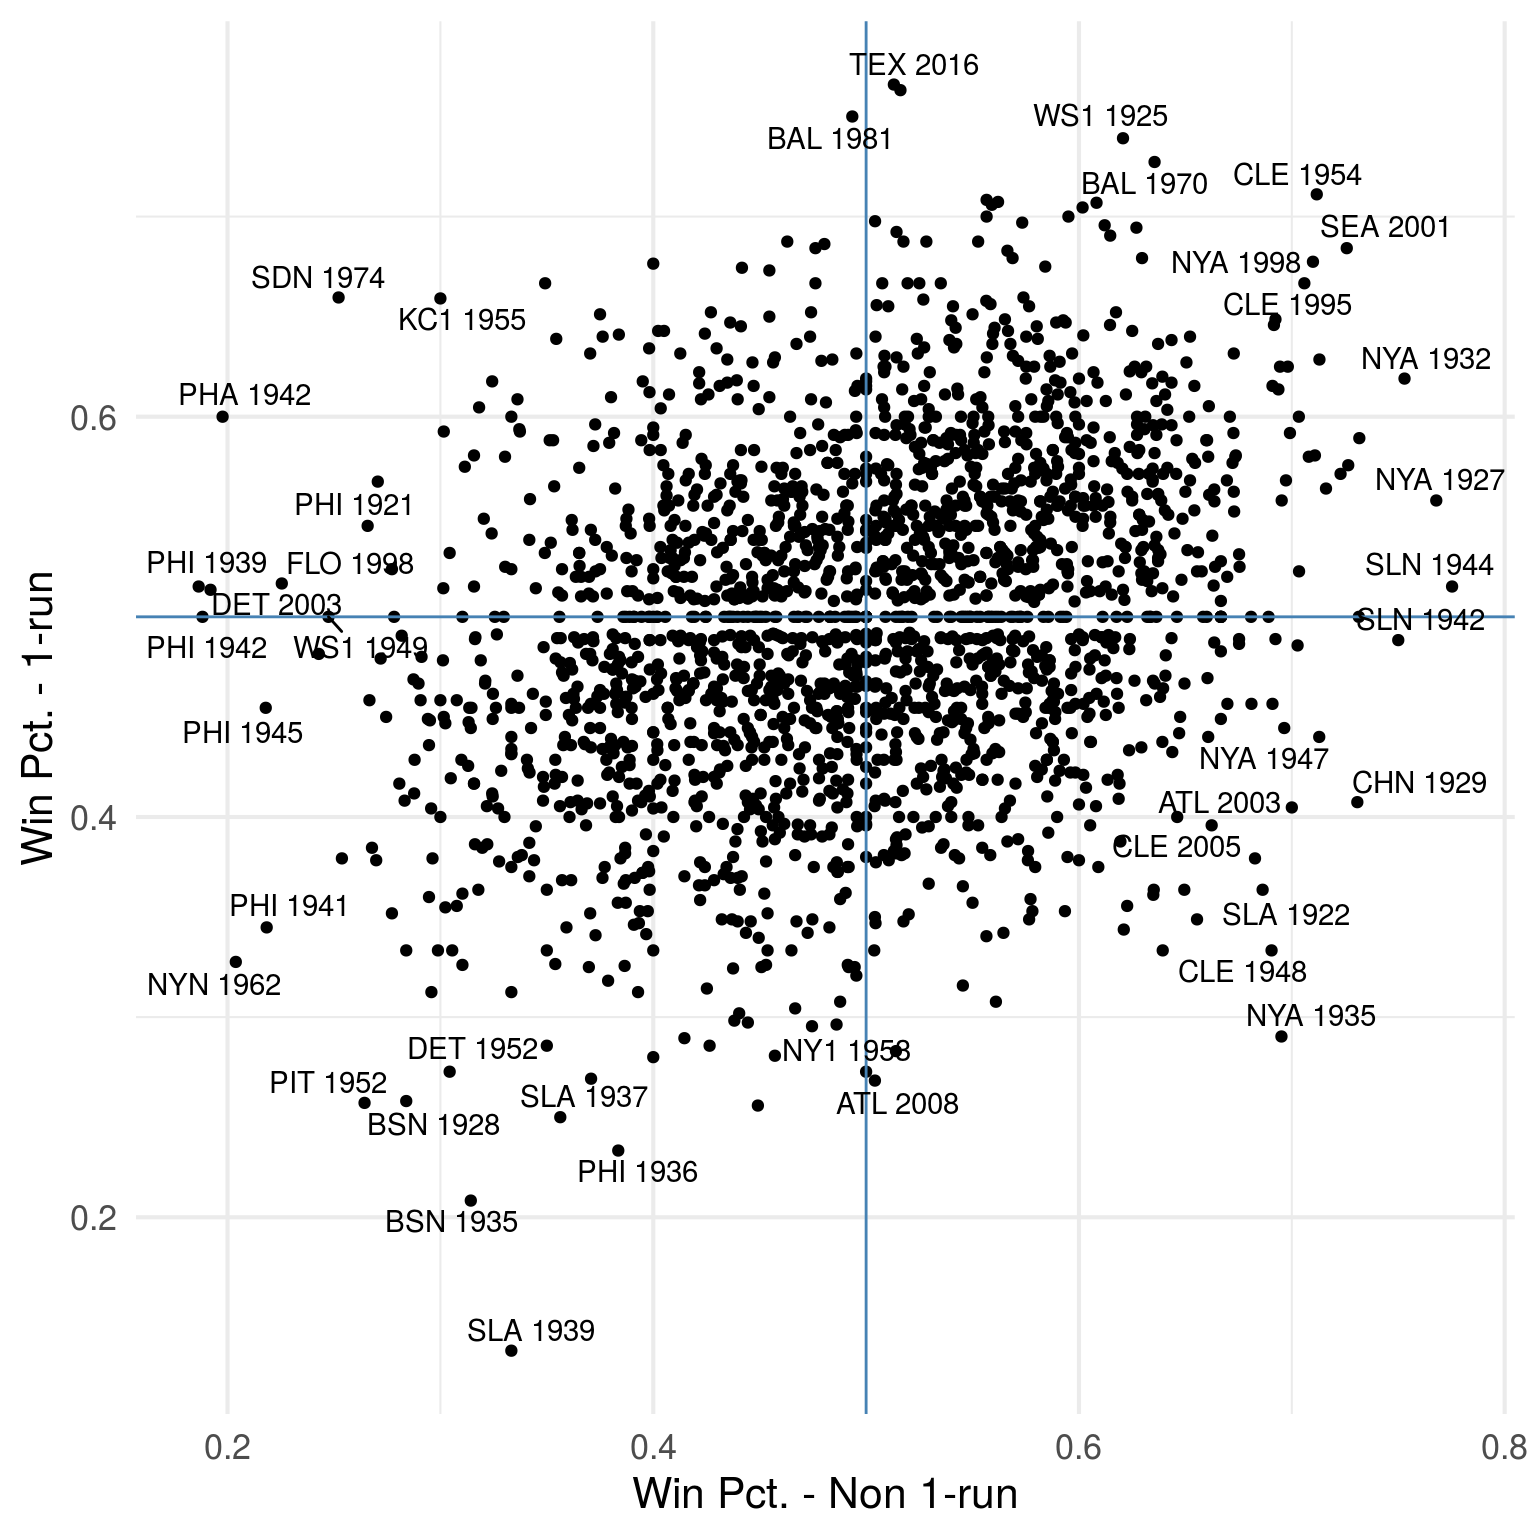 TEX 2016
WS1 1925
BAL 1981
CLE 1954
BAL 1970
SEA 2001
NYA 1998
SDN 1974
CLE 1995
KC1 1955
NYA 1932
PHA 1942
0.6
NYA 1927
PHI 1921
PHI 1939
FLO 1998
SLN 1944
DET 2003
SLN 1942
PHI 1942
WS1 1949
Win Pct. - 1-run
PHI 1945
NYA 1947
CHN 1929
ATL 2003
0.4
CLE 2005
PHI 1941
SLA 1922
CLE 1948
NYN 1962
NYA 1935
DET 1952
NY1 1953
PIT 1952
SLA 1937
ATL 2008
BSN 1928
PHI 1936
0.2
BSN 1935
SLA 1939
0.2
0.4
0.6
0.8
Win Pct. - Non 1-run